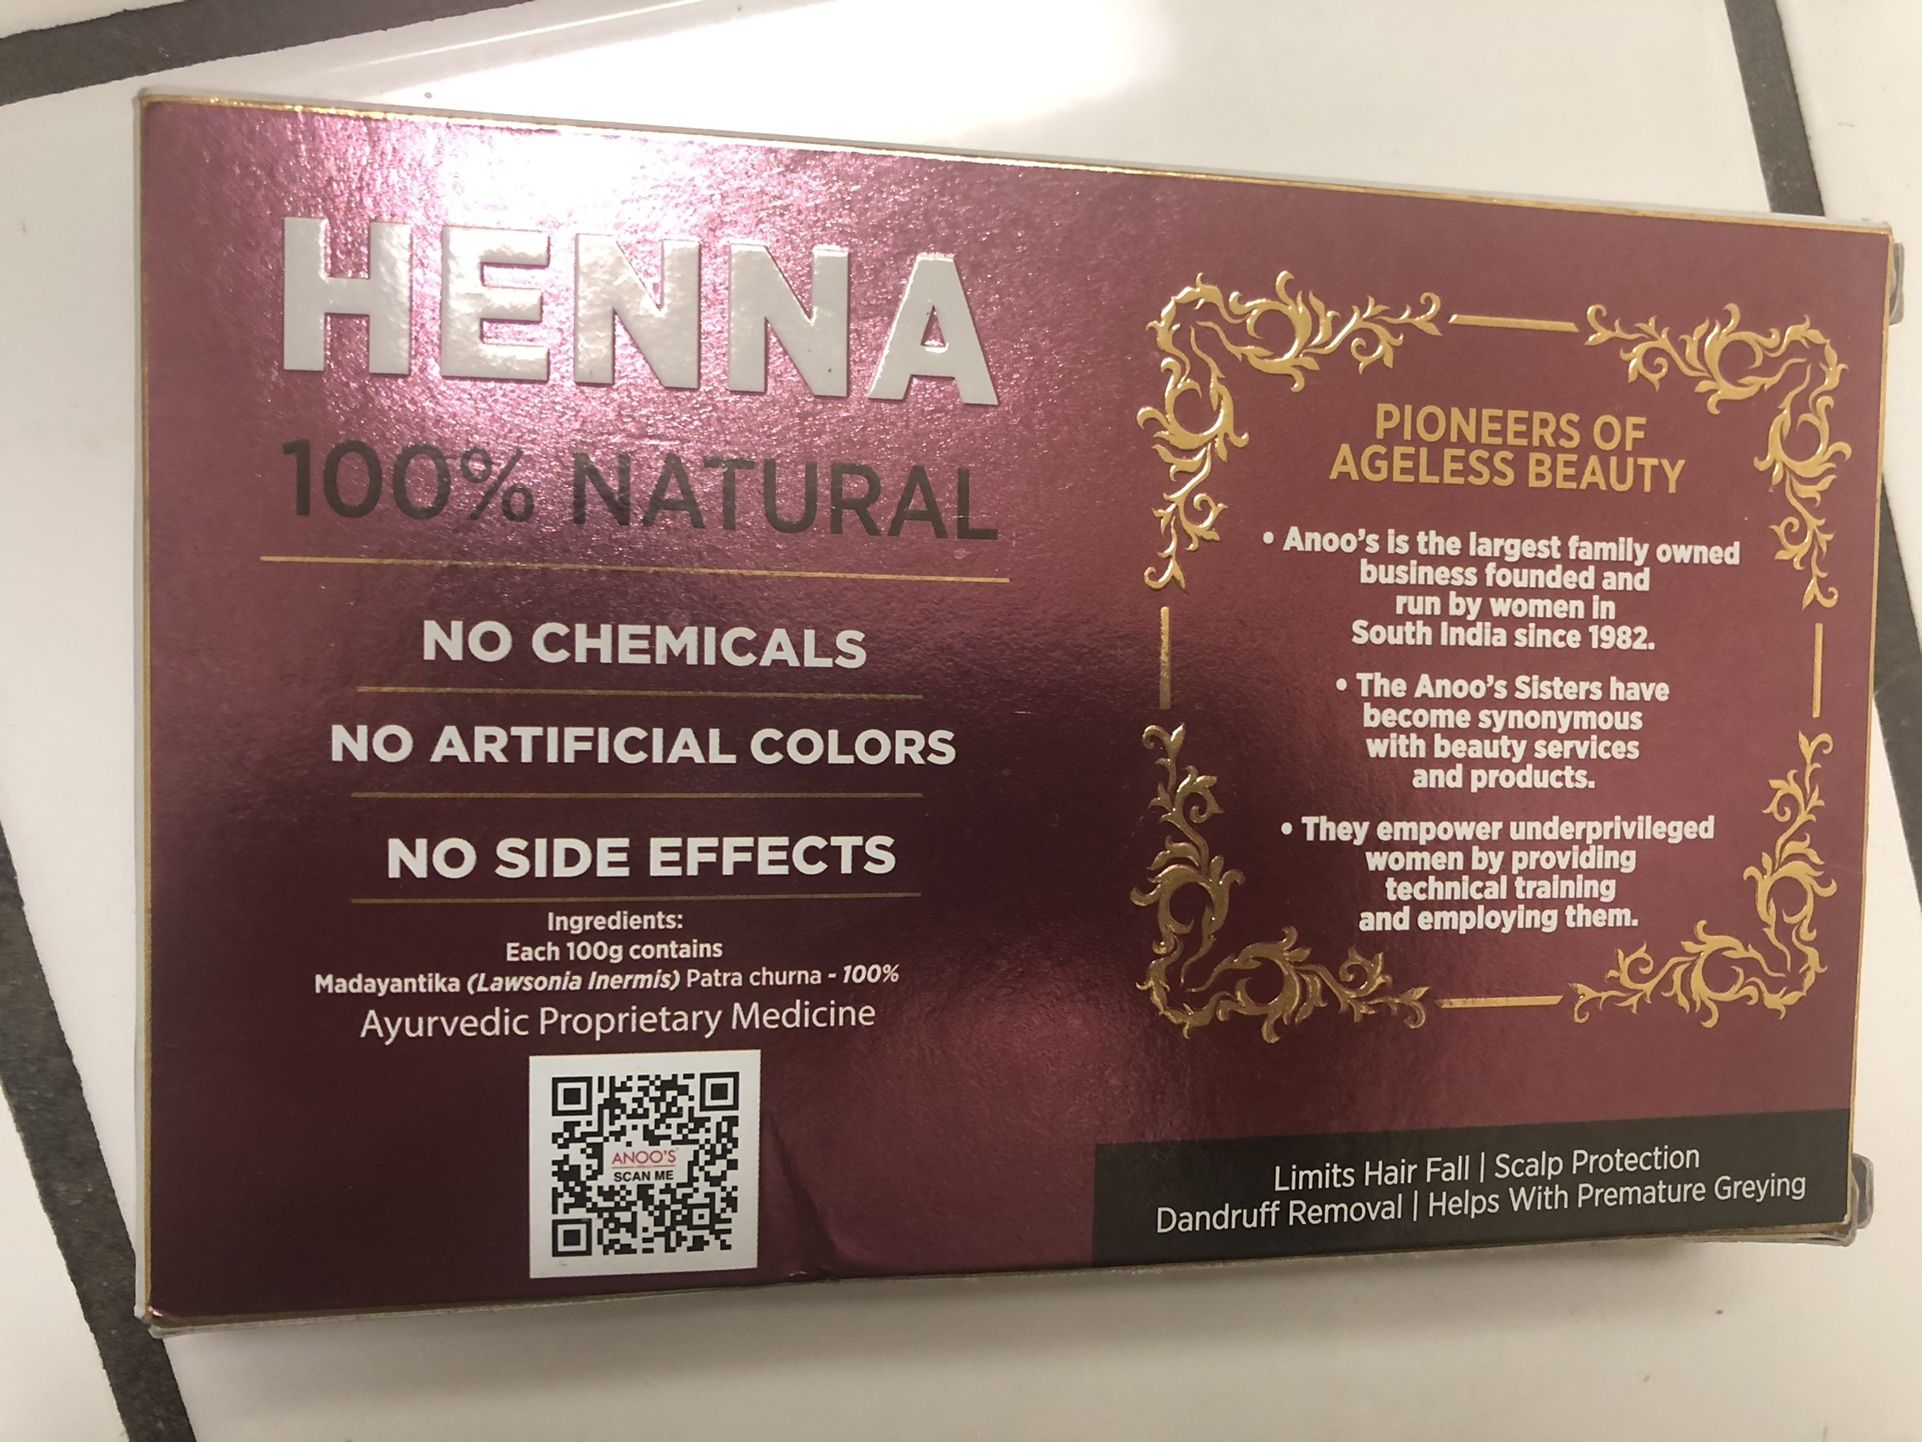 HENNA
100% NATURAL
NO CHEMICALS
NO ARTIFICIAL COLORS
NO SIDE EFFECTS
Ingredients:
Each 100g contains
Madayantika (Lawsonia Inermis) Patra churna - 100%
Ayurvedic Proprietary Medicine
ANOO'S
SCAN ME
PIONEERS OF
AGELESS BEAUTY
• Anoo's is the largest family owned
business founded and
run by women in
South India since 1982.
• The Anoo's Sisters have
become synonymous
with beauty services
and products.
• They empower underprivileged
women by providing
technical training
and employing them.
Limits Hair Fall | Scalp Protection
Dandruff Removal | Helps With Premature Greying